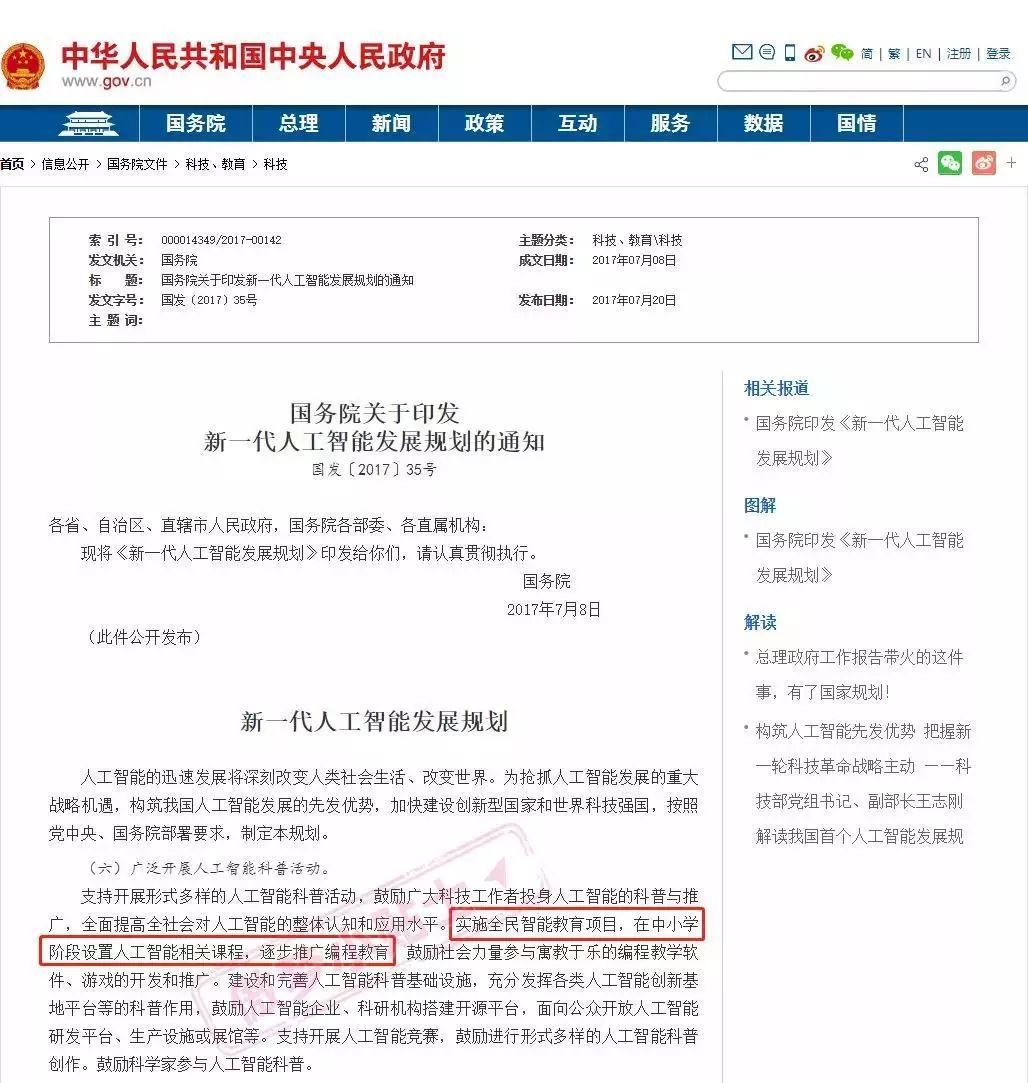 中华人民共和国中央人民政府
www.gov.cn
简 | 繁 | EN | 注册 | 登录
国务院 总理 新闻 政策 互动 服务 数据 国情
首页 > 信息公开 > 国务院文件 > 科技、教育 > 科技
索 引 号： 000014349/2017-00142 主题分类： 科技、教育\科技
发文机关： 国务院 成文日期： 2017年07月08日
标 题： 国务院关于印发新一代人工智能发展规划的通知
发文字号： 国发〔2017〕35号 发布日期： 2017年07月20日
主 题 词：
国务院关于印发
新一代人工智能发展规划的通知
国发〔2017〕35号
各省、自治区、直辖市人民政府，国务院各部委、各直属机构：
现将《新一代人工智能发展规划》印发给你们，请认真贯彻执行。
国务院
2017年7月8日
（此件公开发布）
新一代人工智能发展规划
人工智能的迅速发展将深刻改变人类社会生活、改变世界。为抢抓人工智能发展的重大
战略机遇，构筑我国人工智能发展的先发优势，加快建设创新型国家和世界科技强国，按照
党中央、国务院部署要求，制定本规划。
（六）广泛开展人工智能科普活动。
支持开展形式多样的人工智能科普活动，鼓励广大科技工作者投身人工智能的科普与推
广，全面提高全社会对人工智能的整体认知和应用水平。实施全民智能教育项目，在中小学
阶段设置人工智能相关课程，逐步推广编程教育 鼓励社会力量参与寓教于乐的编程教学软
件、游戏的开发和推广。建设和完善人工智能科普基础设施，充分发挥各类人工智能创新基
地平台等的科普作用，鼓励人工智能企业、科研机构搭建开源平台，面向公众开放人工智能
研发平台、生产设施或展馆等。支持开展人工智能竞赛，鼓励进行形式多样的人工智能科普
创作。鼓励科学家参与人工智能科普。
相关报道
国务院印发《新一代人工智能
发展规划》
图解
国务院印发《新一代人工智能
发展规划》
解读
总理政府工作报告带火的这件
事，有了国家规划！
构筑人工智能先发优势 把握新
一轮科技革命战略主动 ——科
技部党组书记、副部长王志刚
解读我国首个人工智能发展规